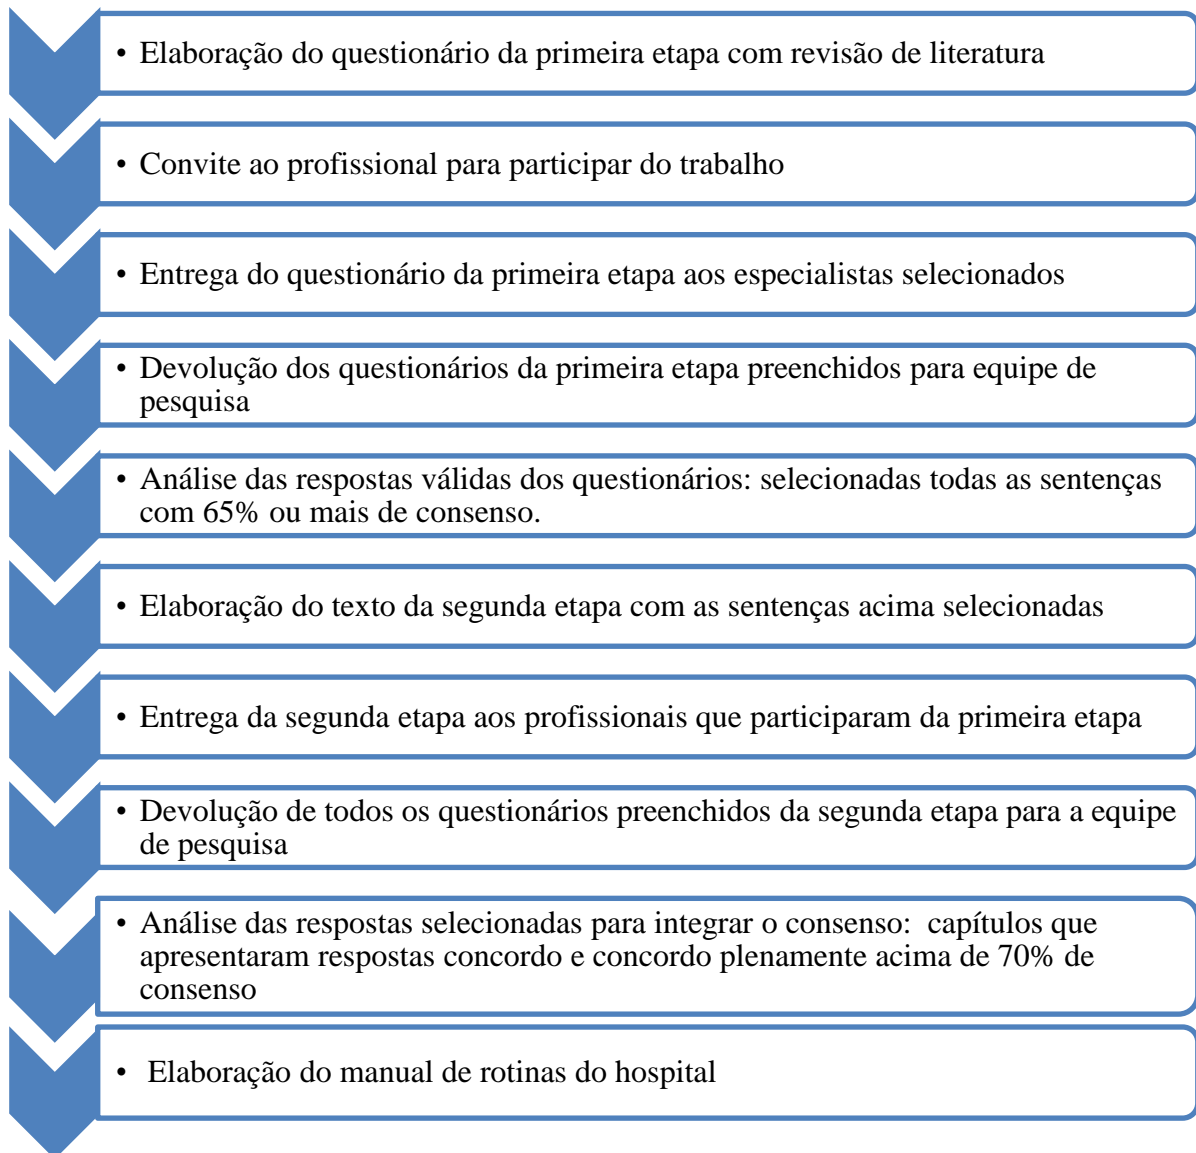 • Elaboração do questionário da primeira etapa com revisão de literatura
• Convite ao profissional para participar do trabalho
• Entrega do questionário da primeira etapa aos especialistas selecionados
• Devolução dos questionários da primeira etapa preenchidos para equipe de
pesquisa
• Análise das respostas válidas dos questionários: selecionadas todas as sentenças
com 65% ou mais de consenso.
• Elaboração do texto da segunda etapa com as sentenças acima selecionadas
• Entrega da segunda etapa aos profissionais que participaram da primeira etapa
• Devolução de todos os questionários preenchidos da segunda etapa para a equipe
de pesquisa
• Análise das respostas selecionadas para integrar o consenso: capítulos que
apresentaram respostas concordo e concordo plenamente acima de 70% de
consenso
• Elaboração do manual de rotinas do hospital